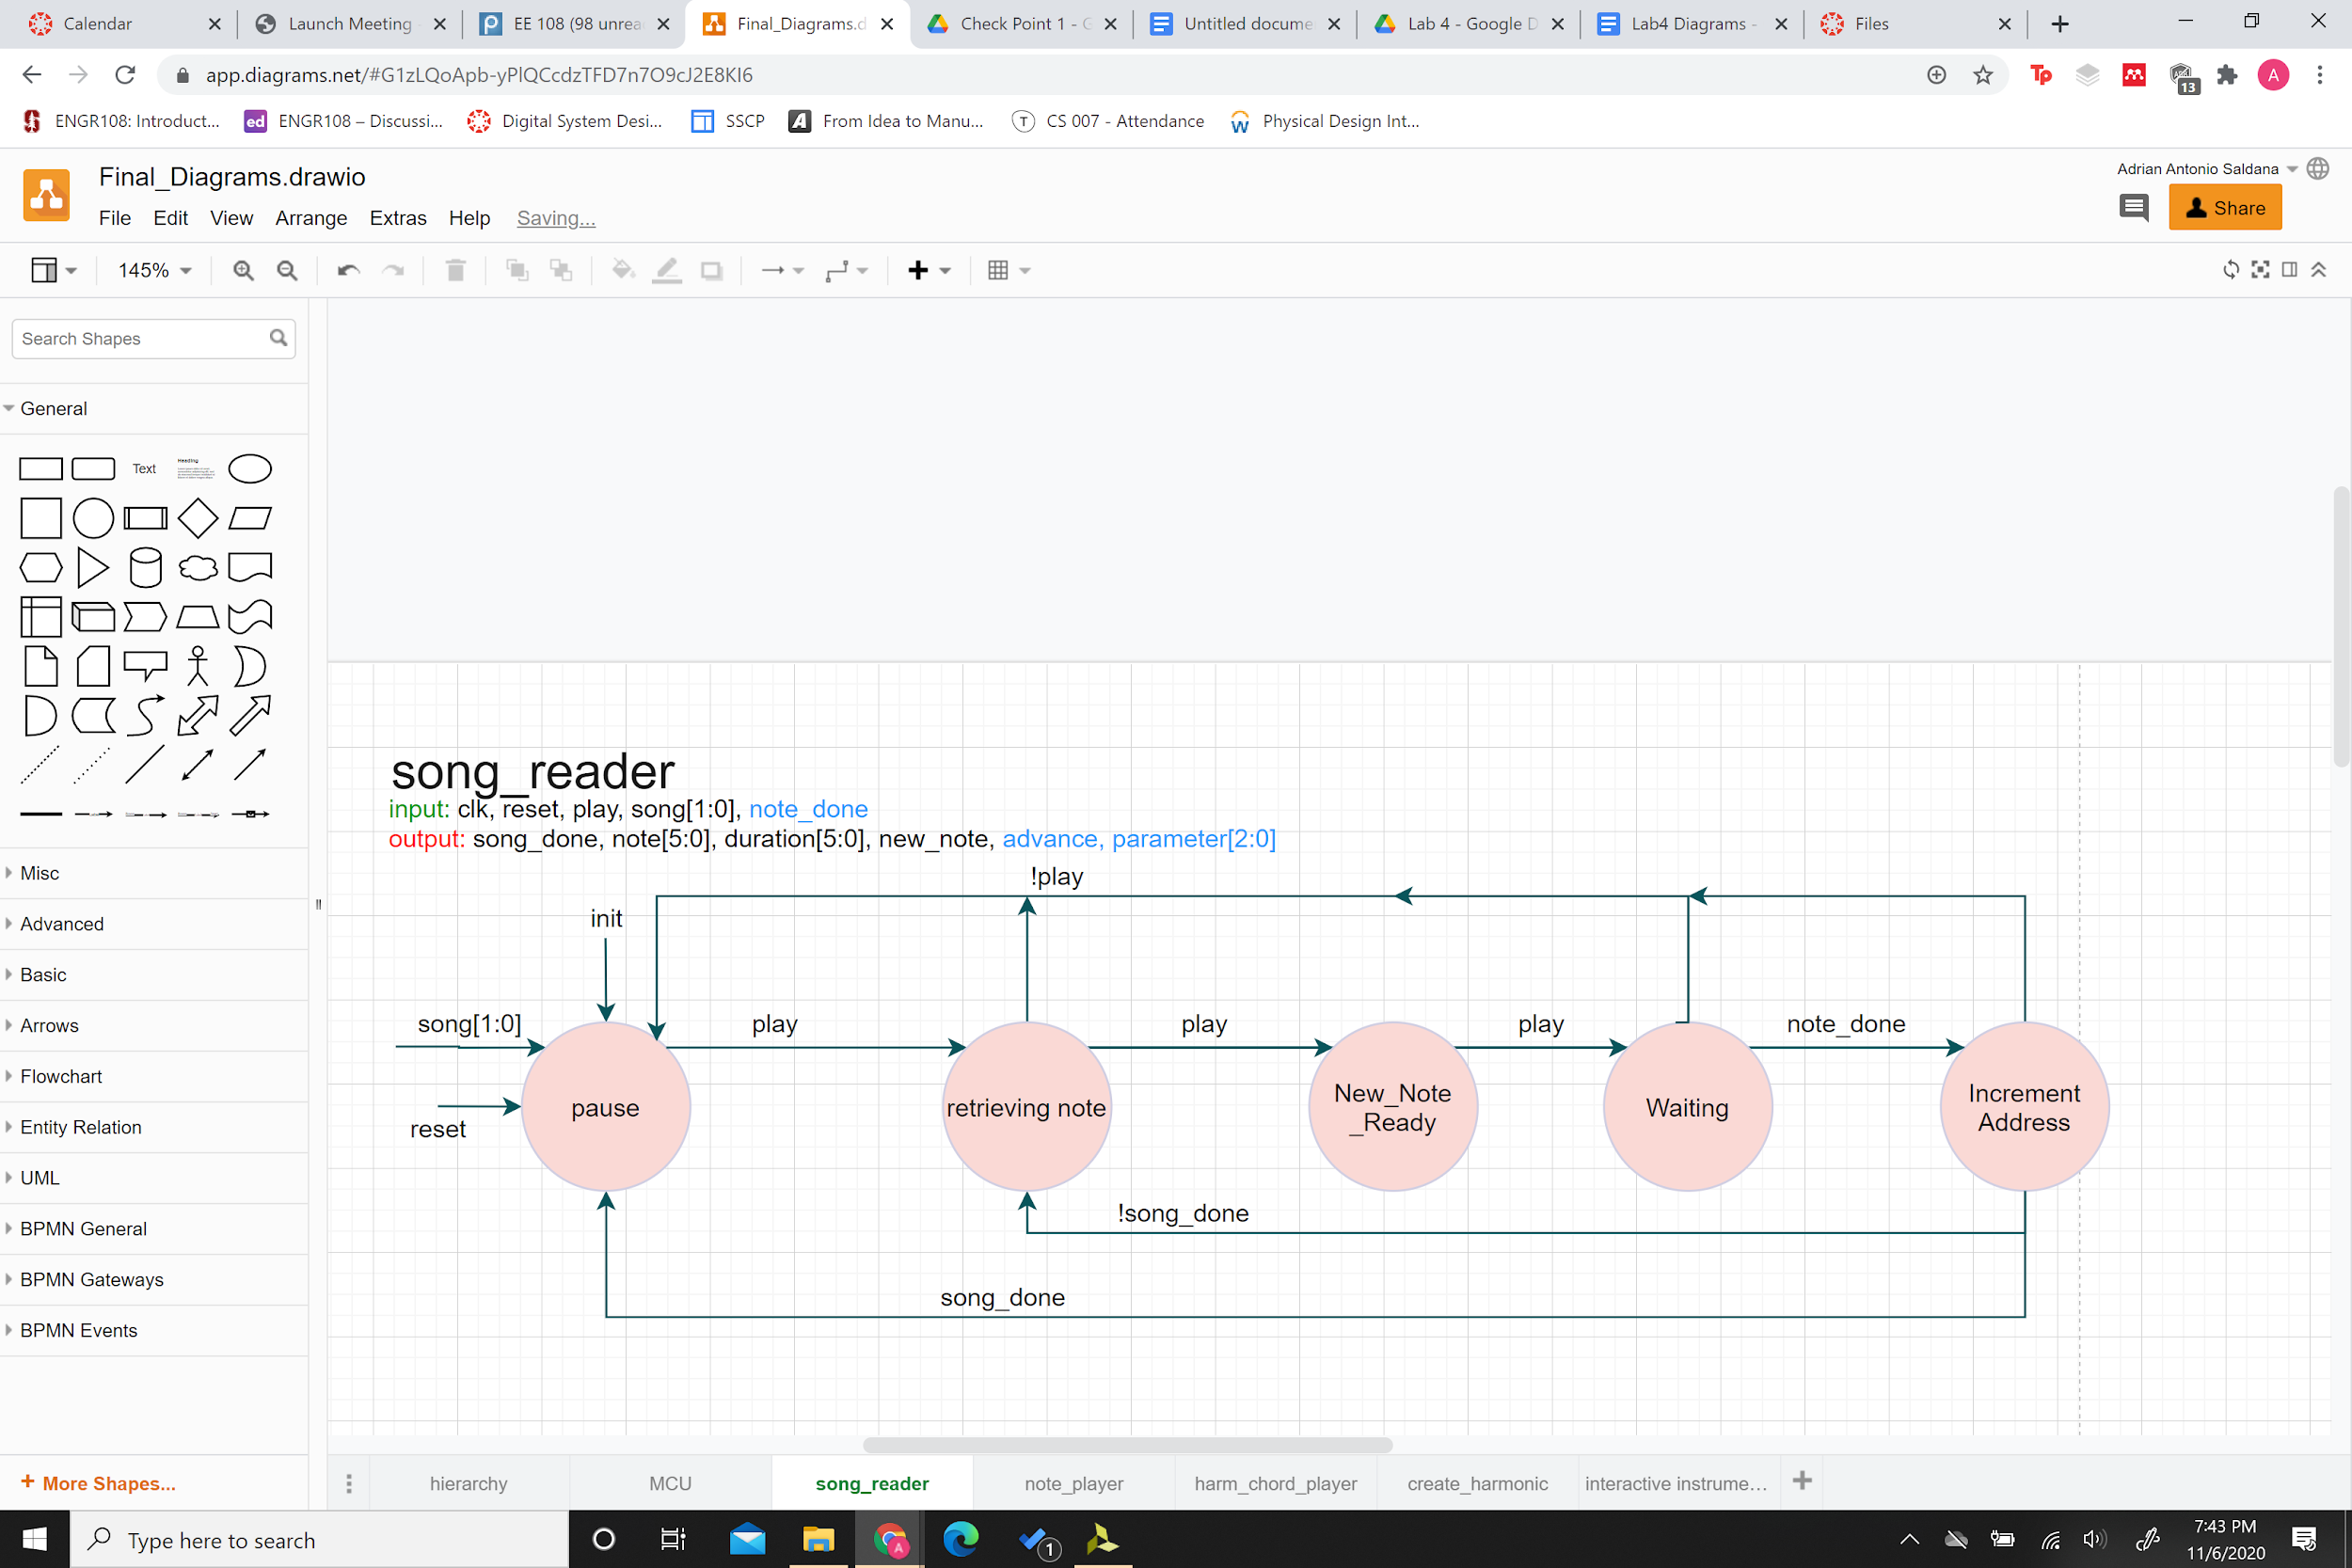 Calendar
Launch Meeting -
EE 108 (98 unrea
Final_Diagrams.d
Check Point 1 - G
Untitled docume
Lab 4 - Google D
Lab4 Diagrams -
Files
app.diagrams.net/#G1zLQoApb-yPlQCcdzTFD7n7O9cJ2E8KI6
Tp
13
A
ENGR108: Introduct...
ed ENGR108 – Discussi...
Digital System Desi...
SSCP
From Idea to Manu...
CS 007 - Attendance
Physical Design Int...
Final_Diagrams.drawio
Adrian Antonio Saldana
File Edit View Arrange Extras Help Saving...
Share
145%
Search Shapes
General
Text
Heading
Misc
Advanced
Basic
Arrows
Flowchart
Entity Relation
UML
BPMN General
BPMN Gateways
BPMN Events
+ More Shapes...
song_reader
input: clk, reset, play, song[1:0], note_done
output: song_done, note[5:0], duration[5:0], new_note, advance, parameter[2:0]
!play
init
song[1:0]
play
play
play
note_done
reset
pause
retrieving note
New_Note
_Ready
Waiting
Increment
Address
!song_done
song_done
hierarchy
MCU
song_reader
note_player
harm_chord_player
create_harmonic
interactive instrume...
Type here to search
A
1
7:43 PM
11/6/2020